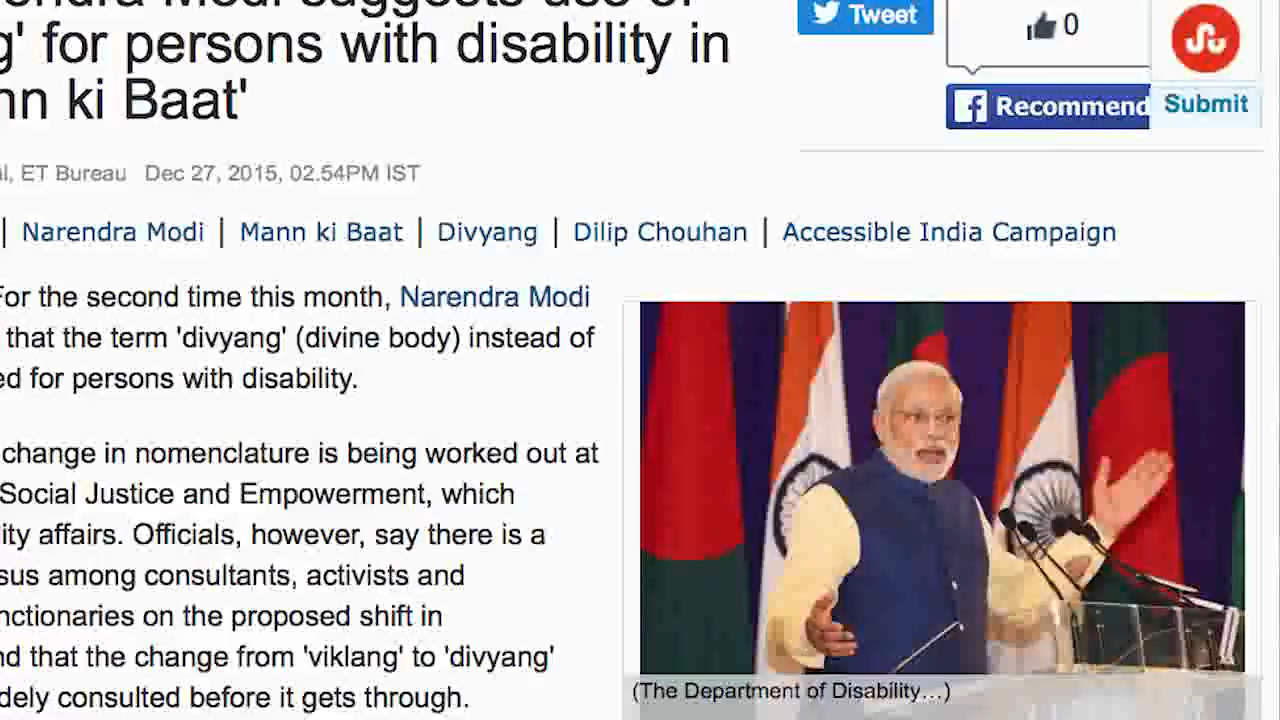 Narendra Modi suggests use of
g' for persons with disability in
nn ki Baat'
l, ET Bureau Dec 27, 2015, 02.54PM IST
Tweet
0
Recommend
Submit
| Narendra Modi | Mann ki Baat | Divyang | Dilip Chouhan | Accessible India Campaign
For the second time this month, Narendra Modi
that the term 'divyang' (divine body) instead of
ed for persons with disability.
change in nomenclature is being worked out at
Social Justice and Empowerment, which
ity affairs. Officials, however, say there is a
sus among consultants, activists and
nctionaries on the proposed shift in
nd that the change from 'viklang' to 'divyang'
dely consulted before it gets through.
(The Department of Disability...)